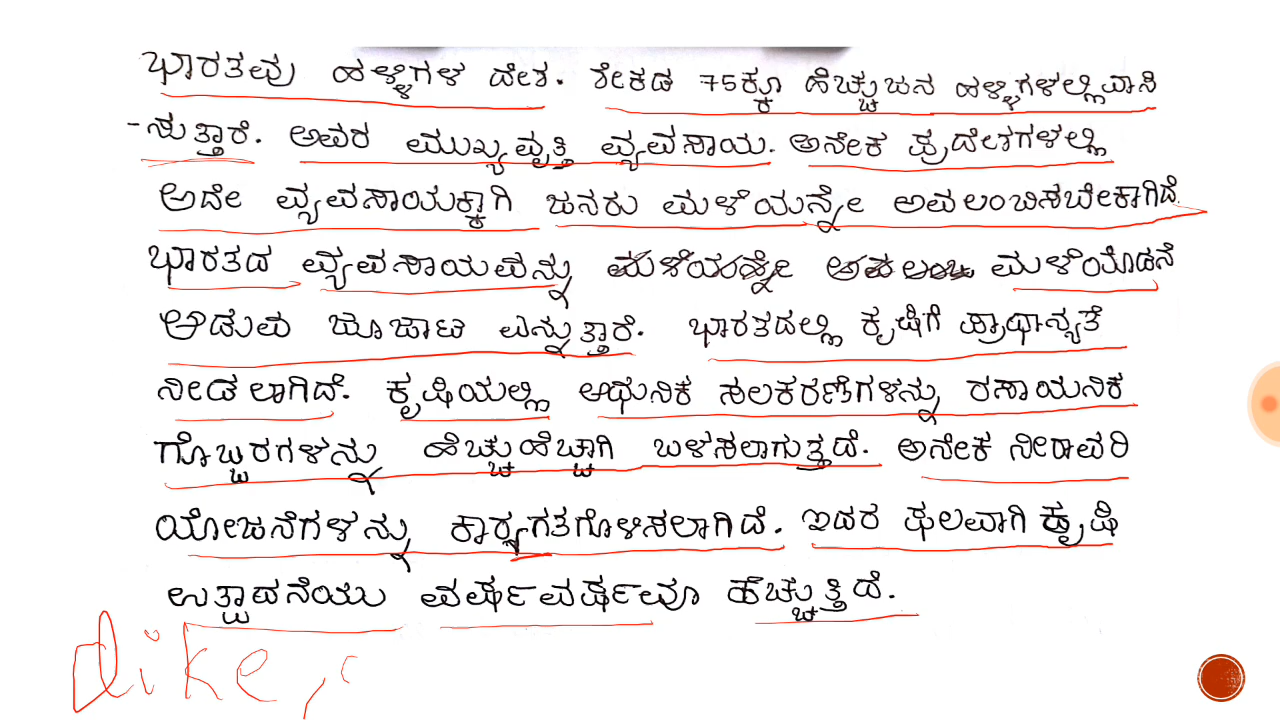 ಭಾರತವು ಹಳ್ಳಿಗಳ ದೇಶ. ಶೇಕಡ 75ಕ್ಕೂ ಹೆಚ್ಚುಜನ ಹಳ್ಳಿಗಳಲ್ಲಿ ವಾಸಿ
-ಸುತ್ತಾರೆ. ಅವರ ಮುಖ್ಯವೃತ್ತಿ ವ್ಯವಸಾಯ. ಅನೇಕ ಪ್ರದೇಶಗಳಲ್ಲಿ
ಅದೇ ವ್ಯವಸಾಯಕ್ಕಾಗಿ ಜನರು ಮಳೆಯನ್ನೇ ಅವಲಂಬಿಸಬೇಕಾಗಿದೆ.
ಭಾರತದ ವ್ಯವಸಾಯವನ್ನು ಮಳೆಯೊಡನೆ
ಆಡುವ ಜೂಜಾಟ ಎನ್ನುತ್ತಾರೆ. ಭಾರತದಲ್ಲಿ ಕೃಷಿಗೆ ಪ್ರಾಧಾನ್ಯತೆ
ನೀಡಲಾಗಿದೆ. ಕೃಷಿಯಲ್ಲಿ ಆಧುನಿಕ ಸಲಕರಣೆಗಳನ್ನು ರಸಾಯನಿಕ
ಗೊಬ್ಬರಗಳನ್ನು ಹೆಚ್ಚುಹೆಚ್ಚಾಗಿ ಬಳಸಲಾಗುತ್ತದೆ. ಅನೇಕ ನೀರಾವರಿ
ಯೋಜನೆಗಳನ್ನು ಕಾರ್ಯಗತಗೊಳಿಸಲಾಗಿದೆ. ಇದರ ಫಲವಾಗಿ ಕೃಷಿ
ಉತ್ಪಾದನೆಯು ವರ್ಷವರ್ಷವೂ ಹೆಚ್ಚುತ್ತಿದೆ.
dike,